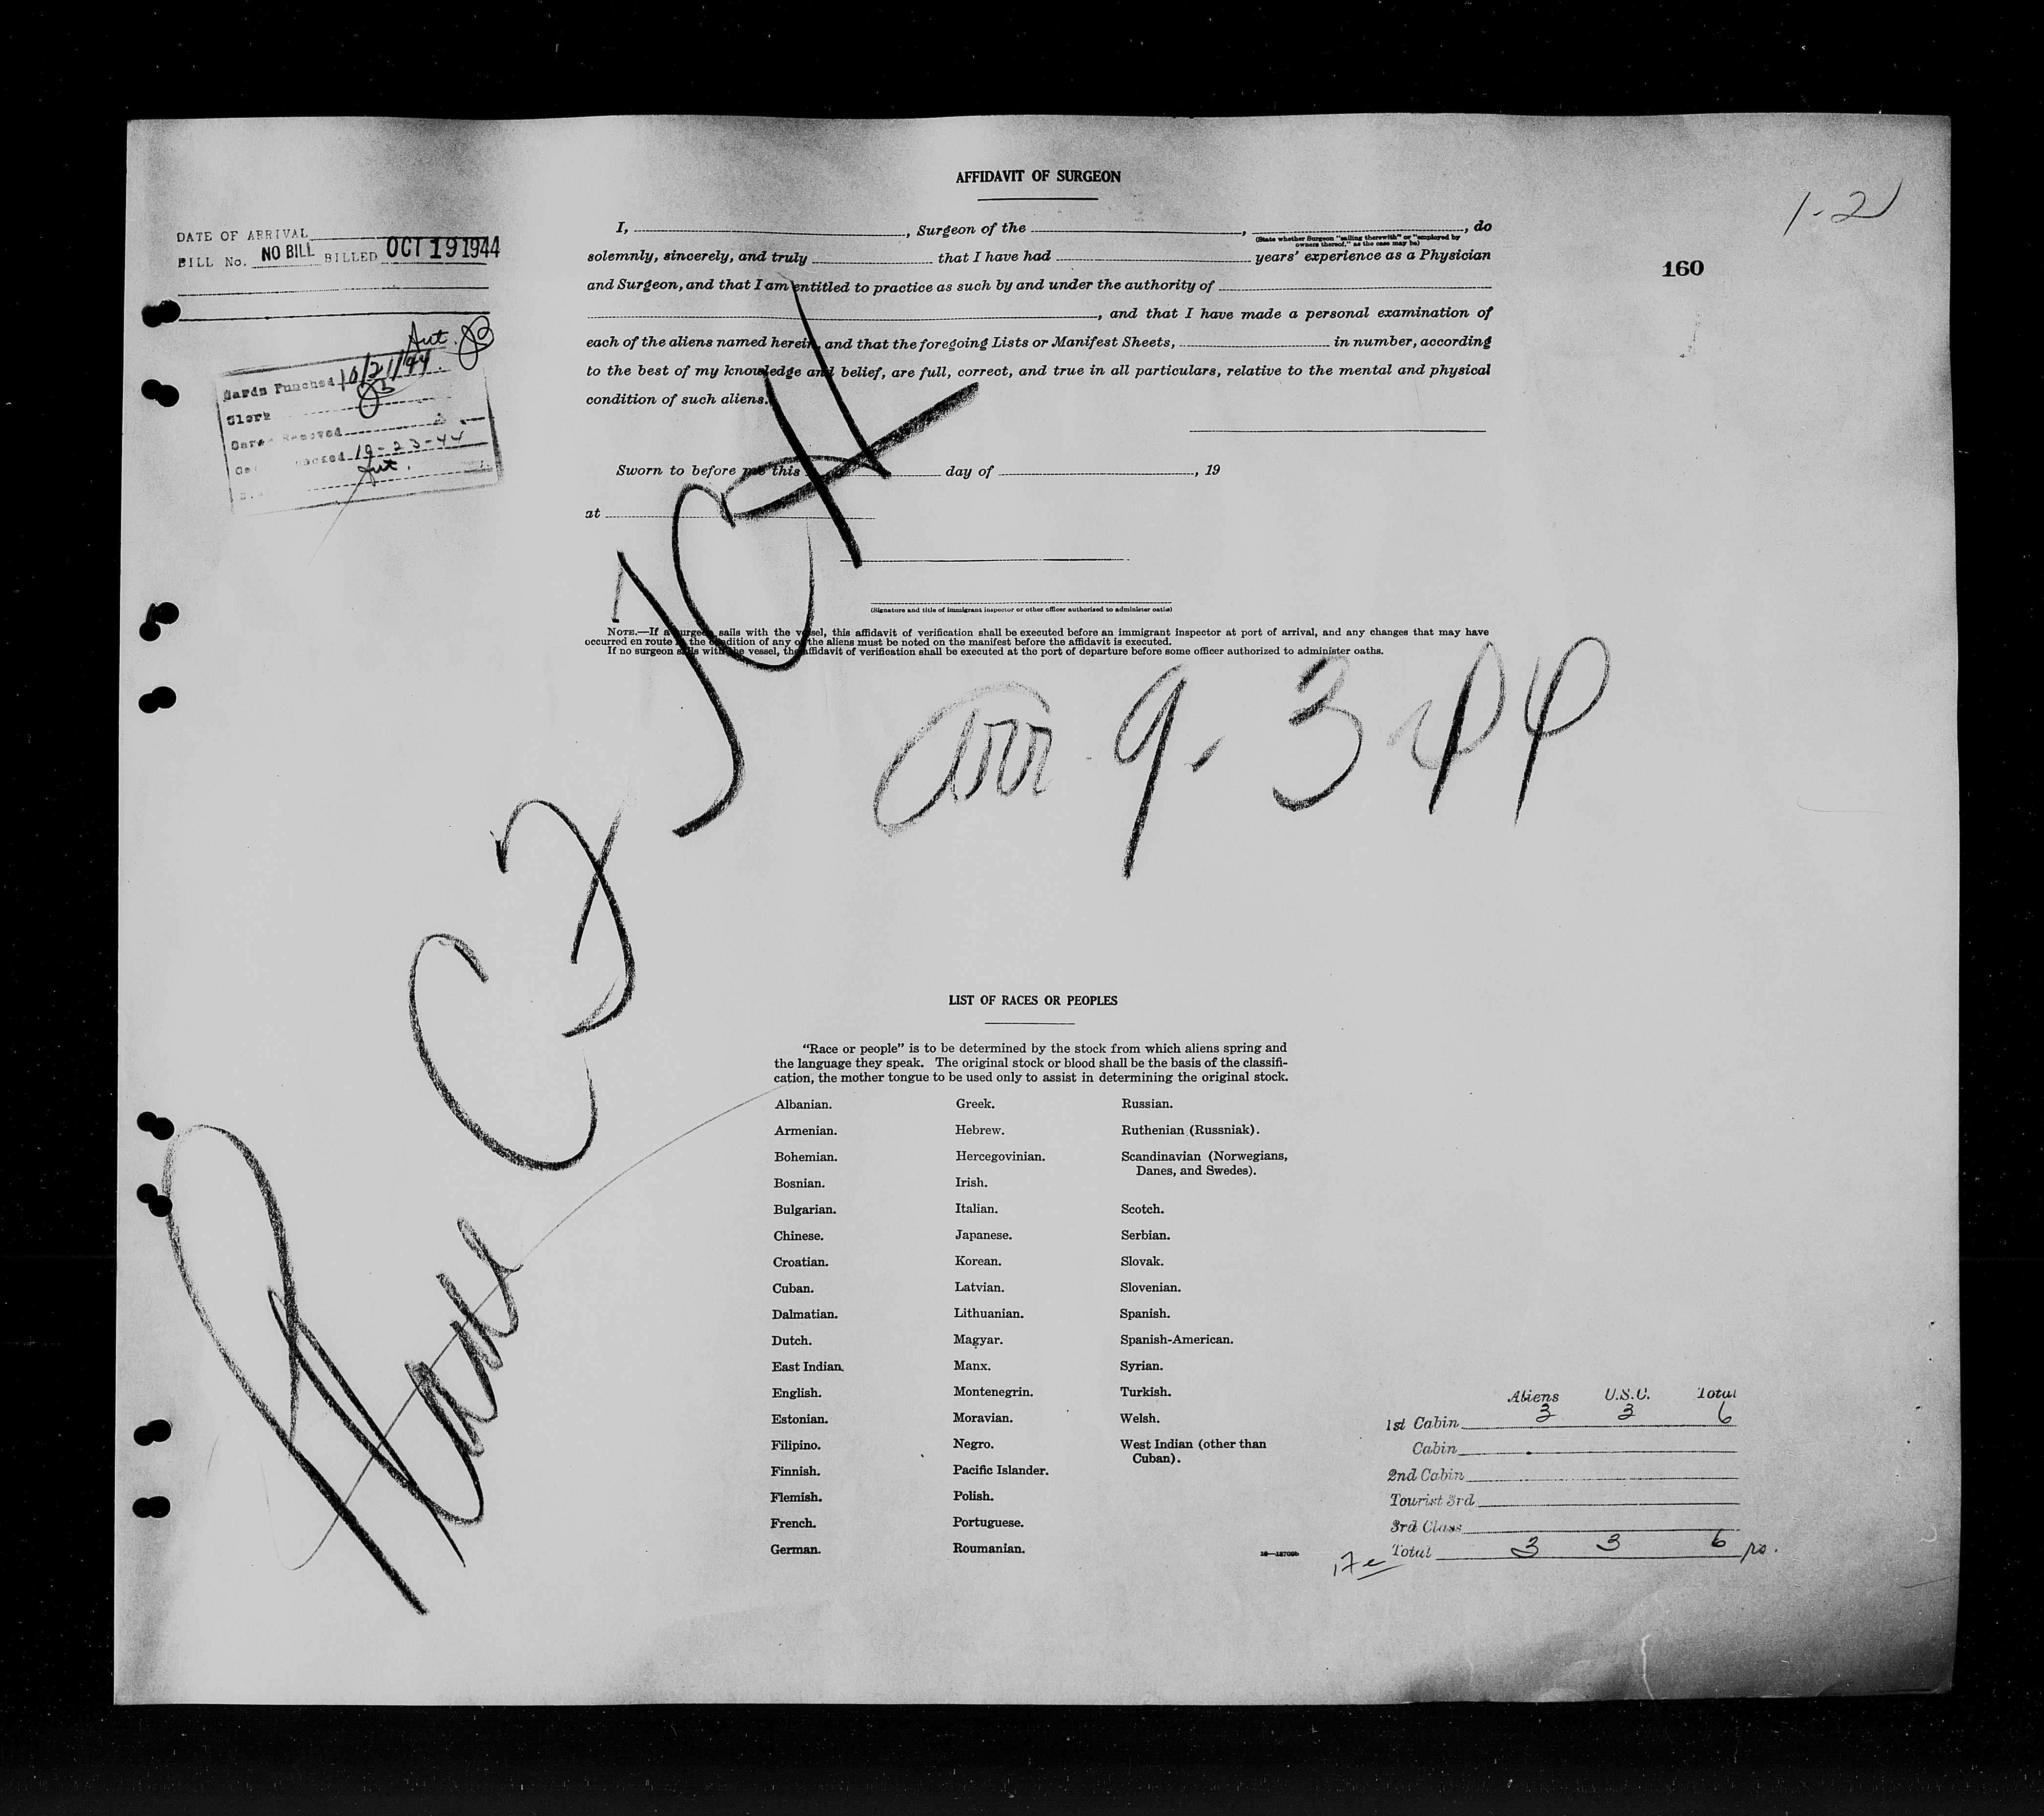 AFFIDAVIT OF SURGEON
1-2
160
DATE OF ARRIVAL
BILL No. NO BILL BILLED OCT 19 1944
Cards Punched 10/21/44
Clerk
10-23-44
I, , Surgeon of the , , do
(State whether Surgeon "sailing therewith" or "employed by
owners thereof," as the case may be)
solemnly, sincerely, and truly that I have had years' experience as a Physician
and Surgeon, and that I am entitled to practice as such by and under the authority of
, and that I have made a personal examination of
each of the aliens named herein, and that the foregoing Lists or Manifest Sheets, in number, according
to the best of my knowledge and belief, are full, correct, and true in all particulars, relative to the mental and physical
condition of such aliens.
Sworn to before me this day of , 19
at
(Signature and title of immigrant inspector or other officer authorized to administer oaths)
NOTE.—If a surgeon sails with the vessel, this affidavit of verification shall be executed before an immigrant inspector at port of arrival, and any changes that may have
occurred en route in the condition of any of the aliens must be noted on the manifest before the affidavit is executed.
If no surgeon sails with the vessel, the affidavit of verification shall be executed at the port of departure before some officer authorized to administer oaths.
Arr 9. 3 44
Plane
LIST OF RACES OR PEOPLES
"Race or people" is to be determined by the stock from which aliens spring and
the language they speak. The original stock or blood shall be the basis of the classifi-
cation, the mother tongue to be used only to assist in determining the original stock.
Albanian. Greek. Russian.
Armenian. Hebrew. Ruthenian (Russniak).
Bohemian. Hercegovinian. Scandinavian (Norwegians,
Danes, and Swedes).
Bosnian. Irish.
Bulgarian. Italian. Scotch.
Chinese. Japanese. Serbian.
Croatian. Korean. Slovak.
Cuban. Latvian. Slovenian.
Dalmatian. Lithuanian. Spanish.
Dutch. Magyar. Spanish-American.
East Indian. Manx. Syrian.
English. Montenegrin. Turkish.
Estonian. Moravian. Welsh.
Filipino. Negro. West Indian (other than
Cuban).
Finnish. Pacific Islander.
Flemish. Polish.
French. Portuguese.
German. Roumanian.
Aliens U.S.C. Total
1st Cabin 3 3 6
Cabin
2nd Cabin
Tourist 3rd
3rd Class
Total 3 3 6